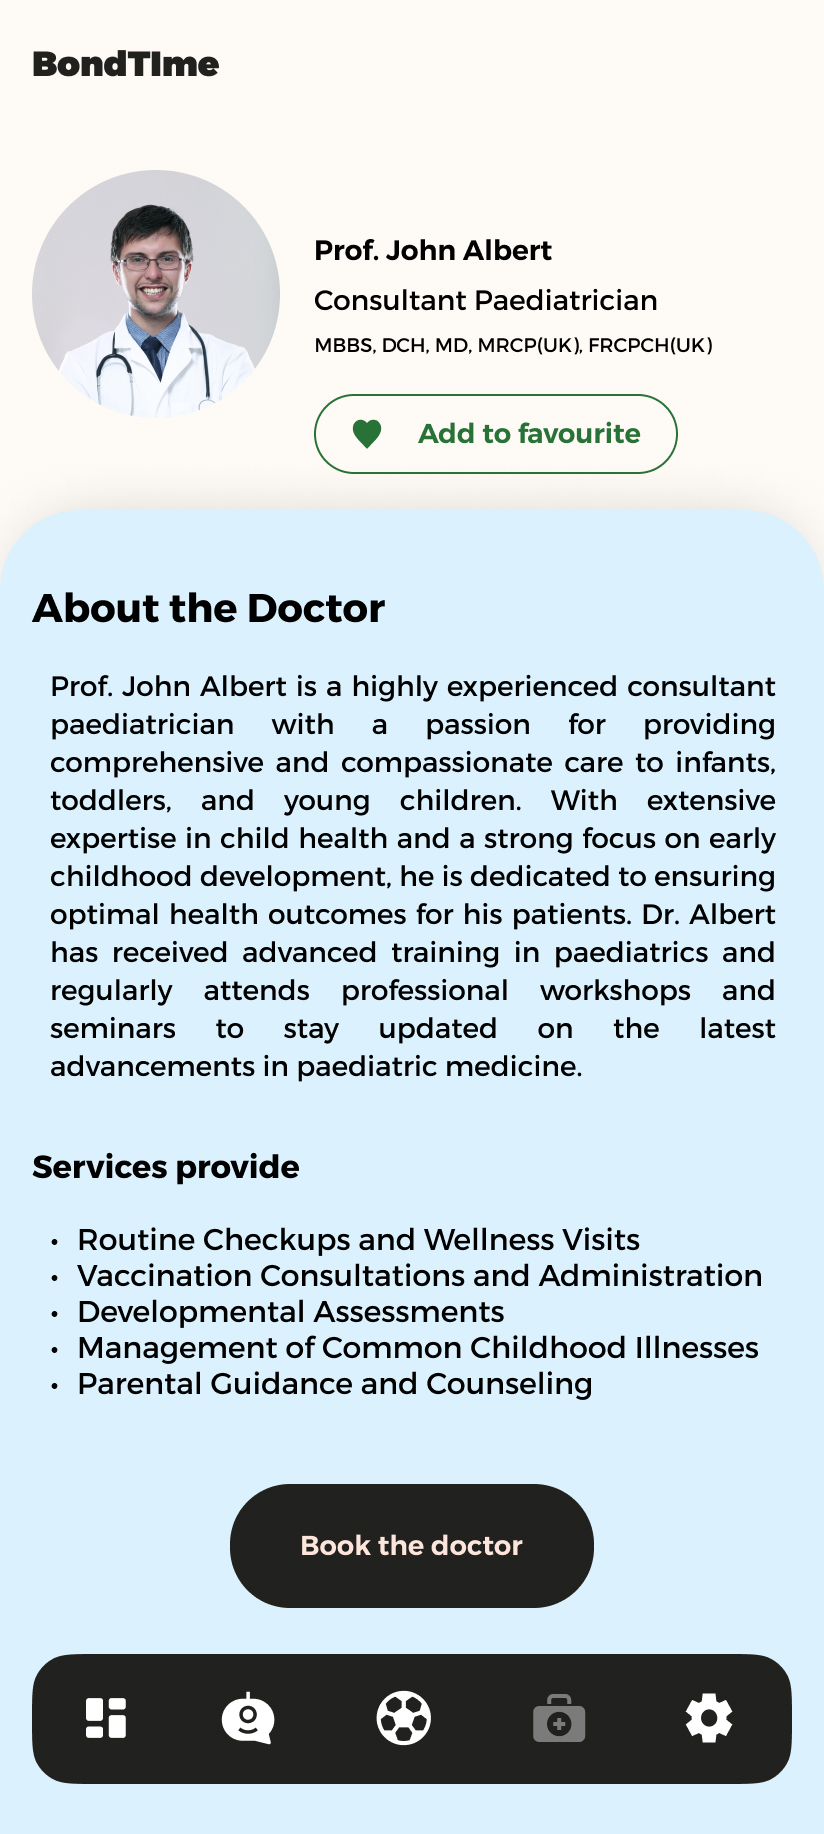 BondTIme
Prof. John Albert
Consultant Paediatrician
MBBS, DCH, MD, MRCP(UK), FRCPCH(UK)
Add to favourite
About the Doctor
Prof. John Albert is a highly experienced consultant
paediatrician with a passion for providing
comprehensive and compassionate care to infants,
toddlers, and young children. With extensive
expertise in child health and a strong focus on early
childhood development, he is dedicated to ensuring
optimal health outcomes for his patients. Dr. Albert
has received advanced training in paediatrics and
regularly attends professional workshops and
seminars to stay updated on the latest
advancements in paediatric medicine.
Services provide
• Routine Checkups and Wellness Visits
• Vaccination Consultations and Administration
• Developmental Assessments
• Management of Common Childhood Illnesses
• Parental Guidance and Counseling
Book the doctor